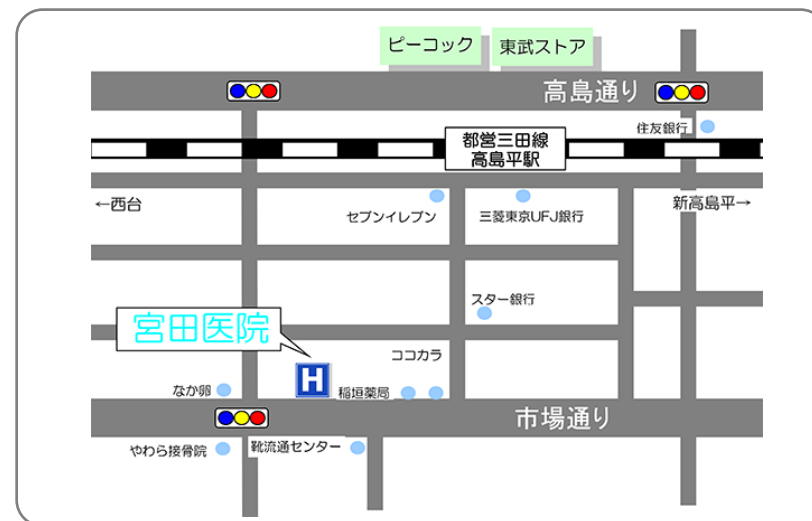 ピーコック
東武ストア
高島通り
住友銀行
都営三田線
高島平駅
←西台
セブンイレブン
三菱東京UFJ銀行
新高島平→
スター銀行
宮田医院
ココカラ
H
なか卵
稲垣薬局
市場通り
やわら接骨院
靴流通センター